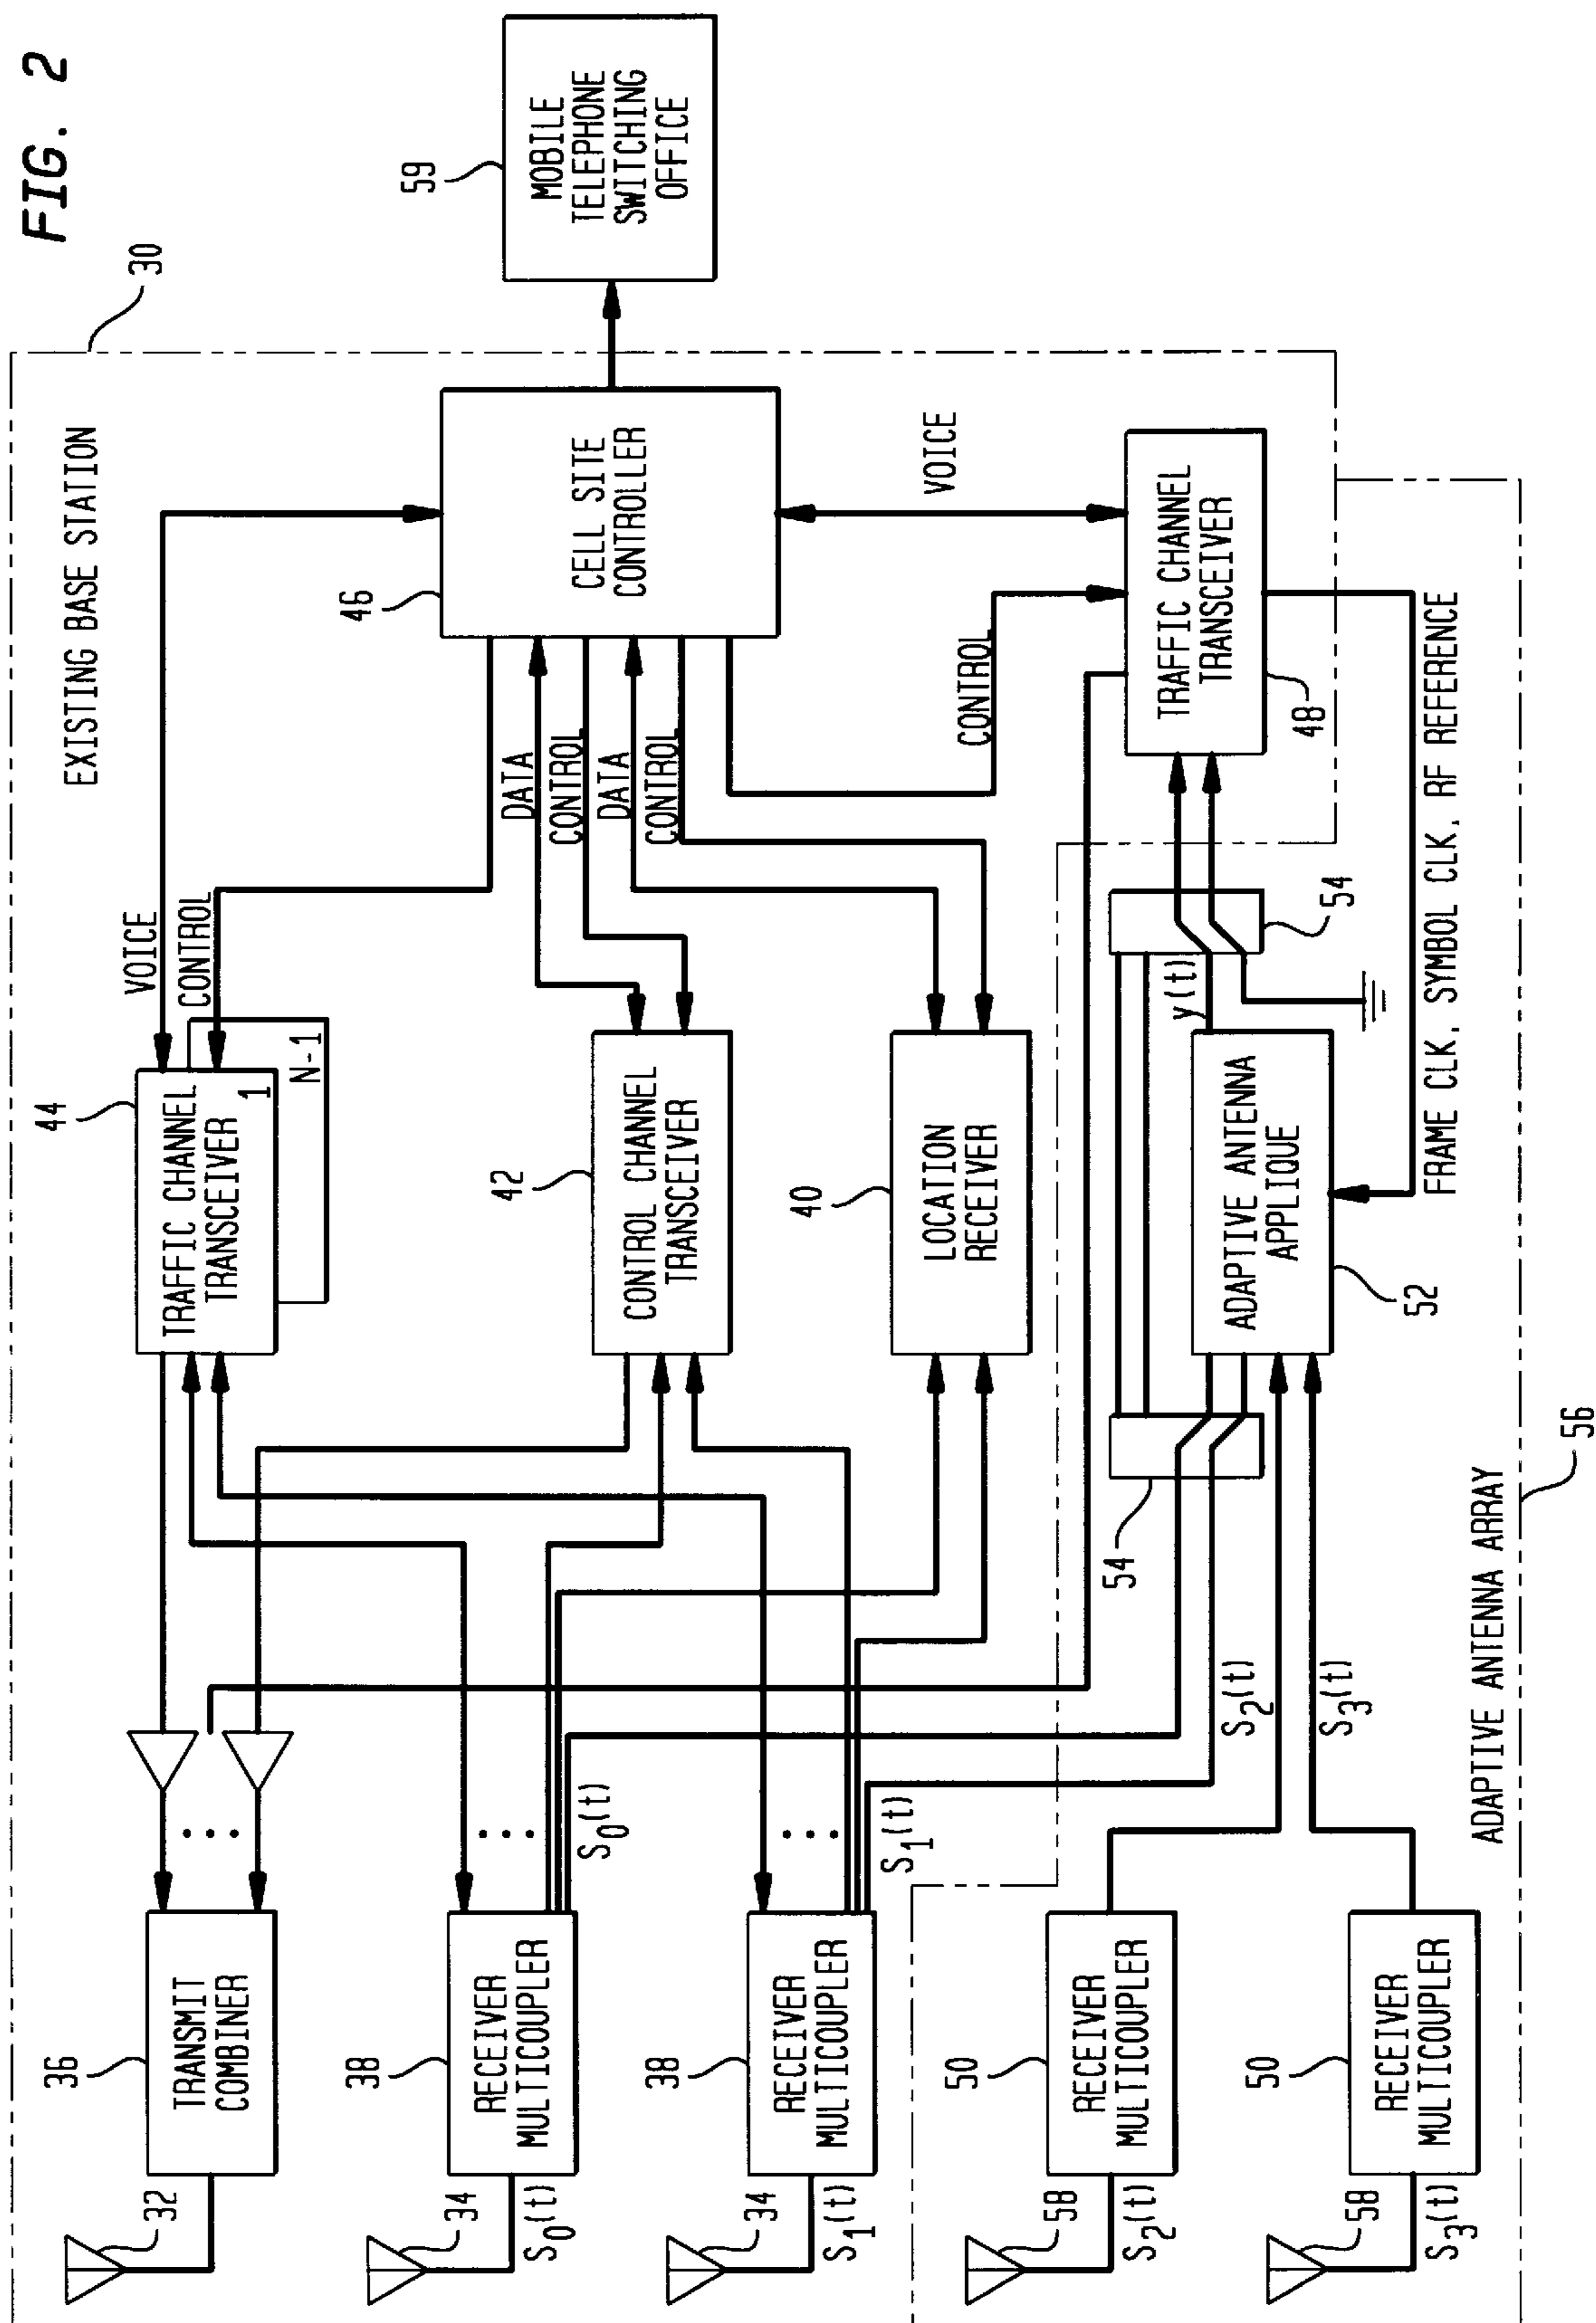 FIG. 2
30
EXISTING BASE STATION
59
MOBILE
TELEPHONE
SWITCHING
OFFICE
46
CELL SITE
CONTROLLER
VOICE
CONTROL
DATA
CONTROL
DATA
CONTROL
CONTROL
VOICE
44
TRAFFIC CHANNEL
TRANSCEIVER
1
N-1
42
CONTROL CHANNEL
TRANSCEIVER
40
LOCATION
RECEIVER
TRAFFIC CHANNEL
TRANSCEIVER
48
54
y(t)
ADAPTIVE ANTENNA
APPLIQUE
52
FRAME CLK, SYMBOL CLK, RF REFERENCE
54
36
TRANSMIT
COMBINER
32
...
38
RECEIVER
MULTICOUPLER
34
S0(t)
...
S0(t)
38
RECEIVER
MULTICOUPLER
34
S1(t)
...
S1(t)
50
RECEIVER
MULTICOUPLER
58
S2(t)
S2(t)
50
RECEIVER
MULTICOUPLER
58
S3(t)
S3(t)
ADAPTIVE ANTENNA ARRAY
56